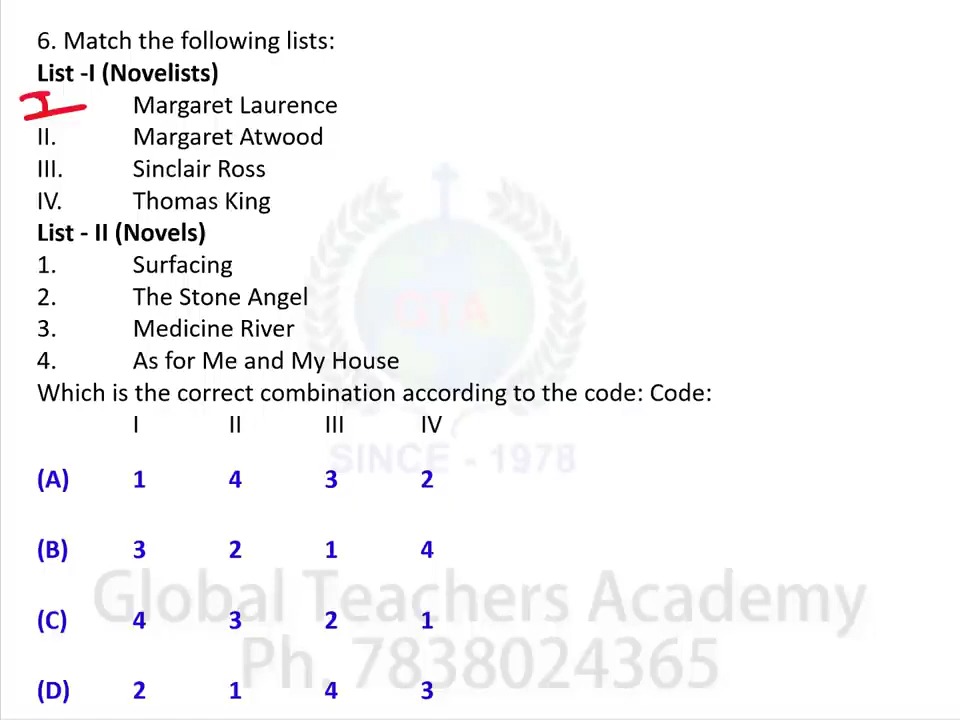 6. Match the following lists:
List -I (Novelists)
I Margaret Laurence
II. Margaret Atwood
III. Sinclair Ross
IV. Thomas King
List - II (Novels)
1. Surfacing
2. The Stone Angel
3. Medicine River
4. As for Me and My House
Which is the correct combination according to the code: Code:
I II III IV
(A) 1 4 3 2
(B) 3 2 1 4
(C) 4 3 2 1
(D) 2 1 4 3
GTA
SINCE - 1978
Global Teachers Academy
Ph. 7838024365